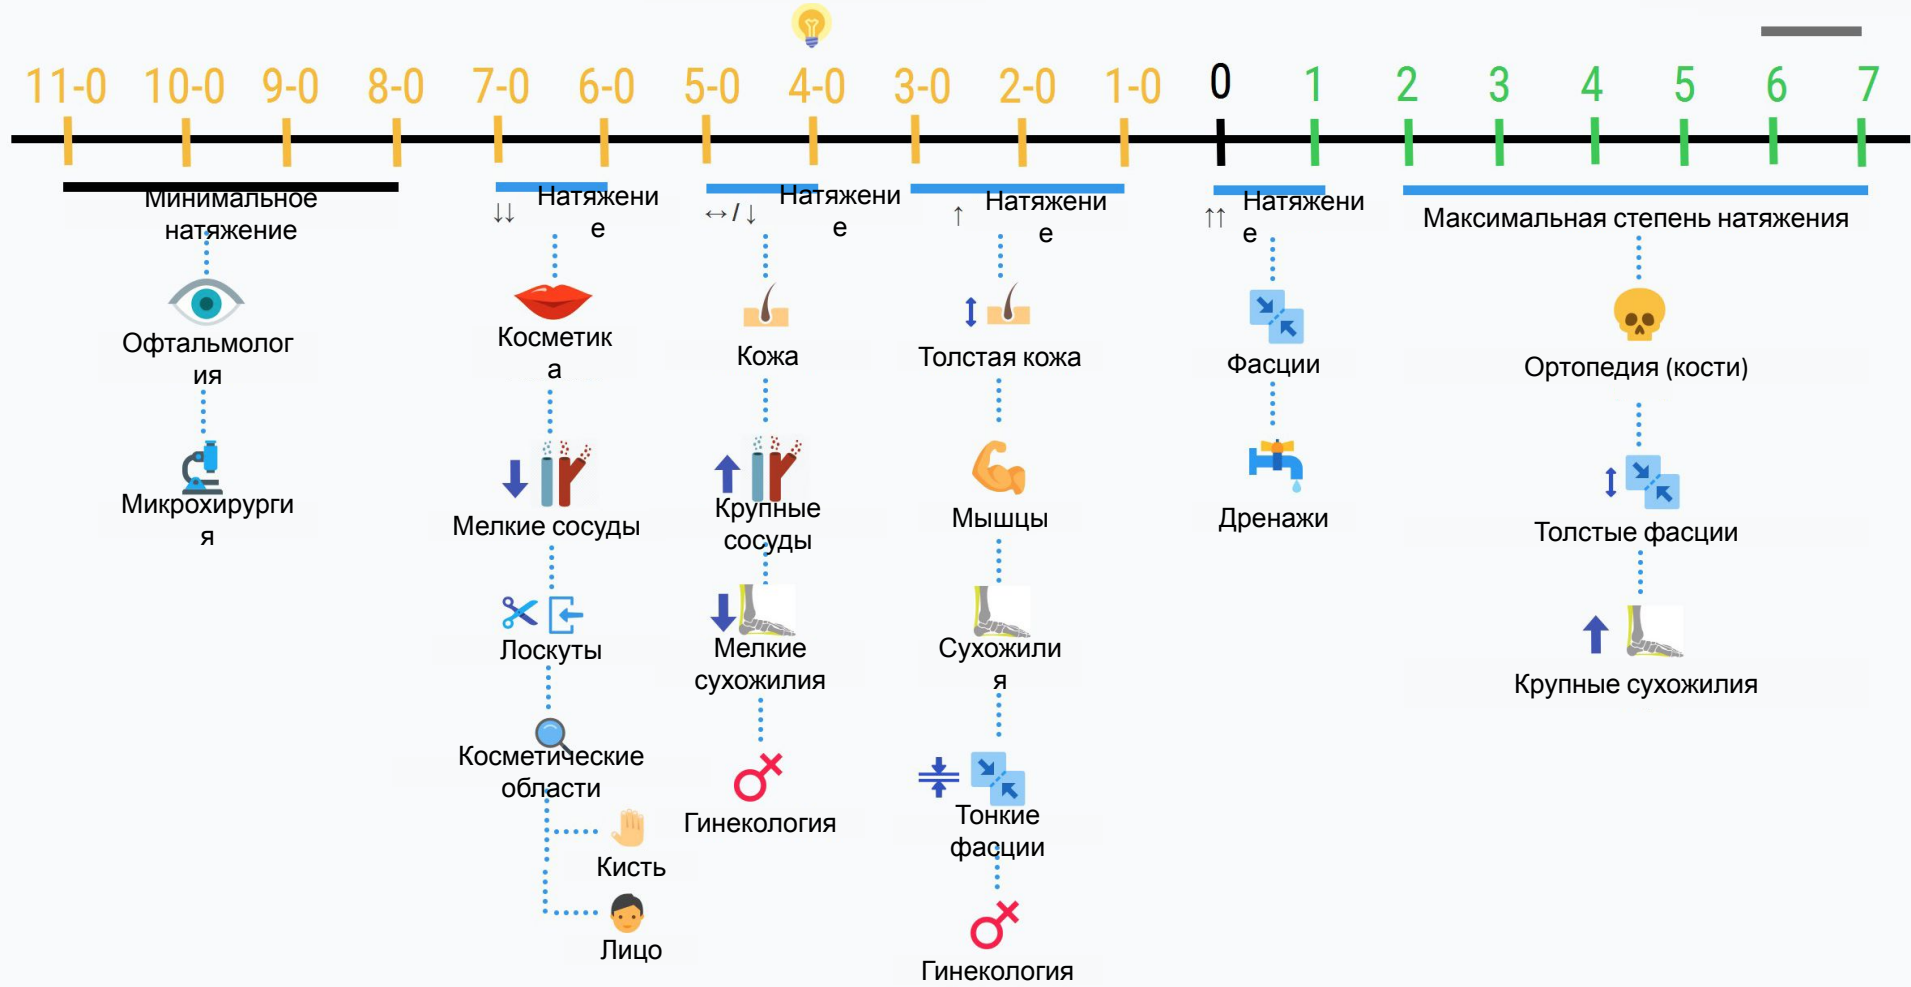 11-0 10-0 9-0 8-0 7-0 6-0 5-0 4-0 3-0 2-0 1-0 0 1 2 3 4 5 6 7
Минимальное
натяжение
Офтальмолог
ия
Микрохирурги
я
↓↓ Натяжени
е
Косметик
а
Мелкие сосуды
Лоскуты
Косметические
области
Кисть
Лицо
↔/↓ Натяжени
е
Кожа
Крупные
сосуды
Мелкие
сухожилия
Гинекология
↑ Натяжени
е
Толстая кожа
Мышцы
Сухожили
я
Тонкие
фасции
Гинекология
↑↑ Натяжени
е
Фасции
Дренажи
Максимальная степень натяжения
Ортопедия (кости)
Толстые фасции
Крупные сухожилия